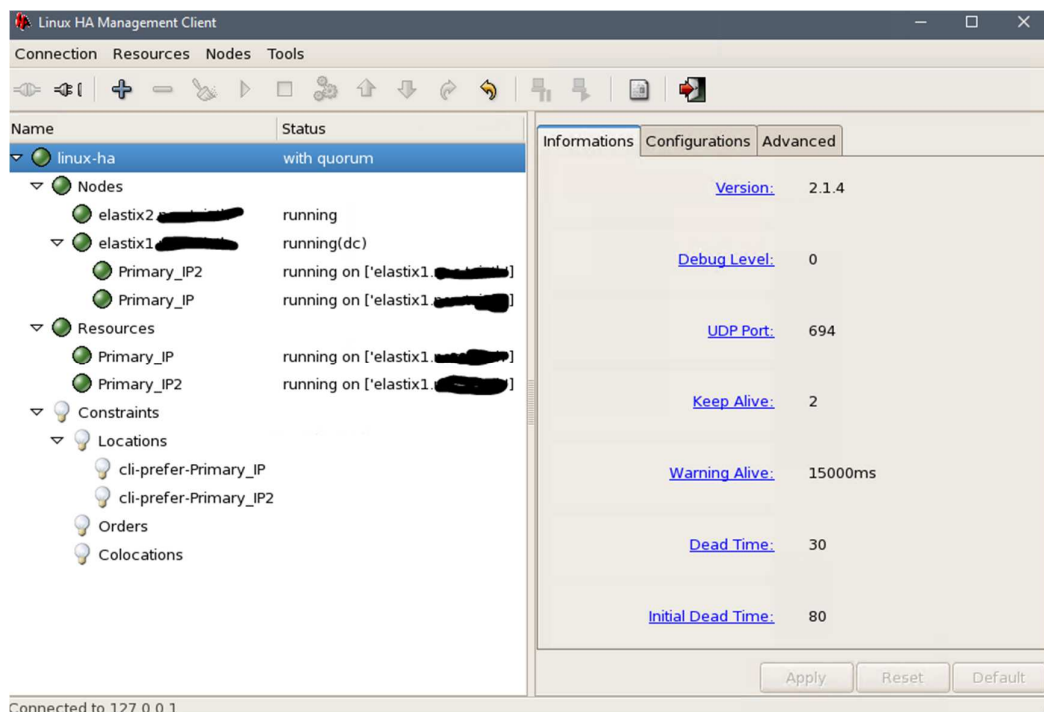 Linux HA Management Client
Connection Resources Nodes Tools
Name Status
linux-ha with quorum
Nodes
elastix2. running
elastix1. running(dc)
Primary_IP2 running on ['elastix1. ']
Primary_IP running on ['elastix1. ']
Resources
Primary_IP running on ['elastix1. ']
Primary_IP2 running on ['elastix1. ']
Constraints
Locations
cli-prefer-Primary_IP
cli-prefer-Primary_IP2
Orders
Colocations
Informations Configurations Advanced
Version: 2.1.4
Debug Level: 0
UDP Port: 694
Keep Alive: 2
Warning Alive: 15000ms
Dead Time: 30
Initial Dead Time: 80
Apply Reset Default
Connected to 127.0.0.1